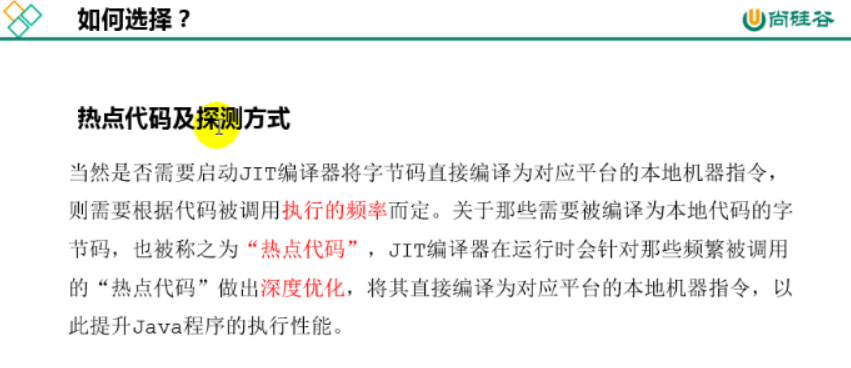 如何选择？
尚硅谷
热点代码及探测方式
当然是否需要启动JIT编译器将字节码直接编译为对应平台的本地机器指令，
则需要根据代码被调用执行的频率而定。关于那些需要被编译为本地代码的字
节码，也被称之为“热点代码”，JIT编译器在运行时会针对那些频繁被调用
的“热点代码”做出深度优化，将其直接编译为对应平台的本地机器指令，以
此提升Java程序的执行性能。